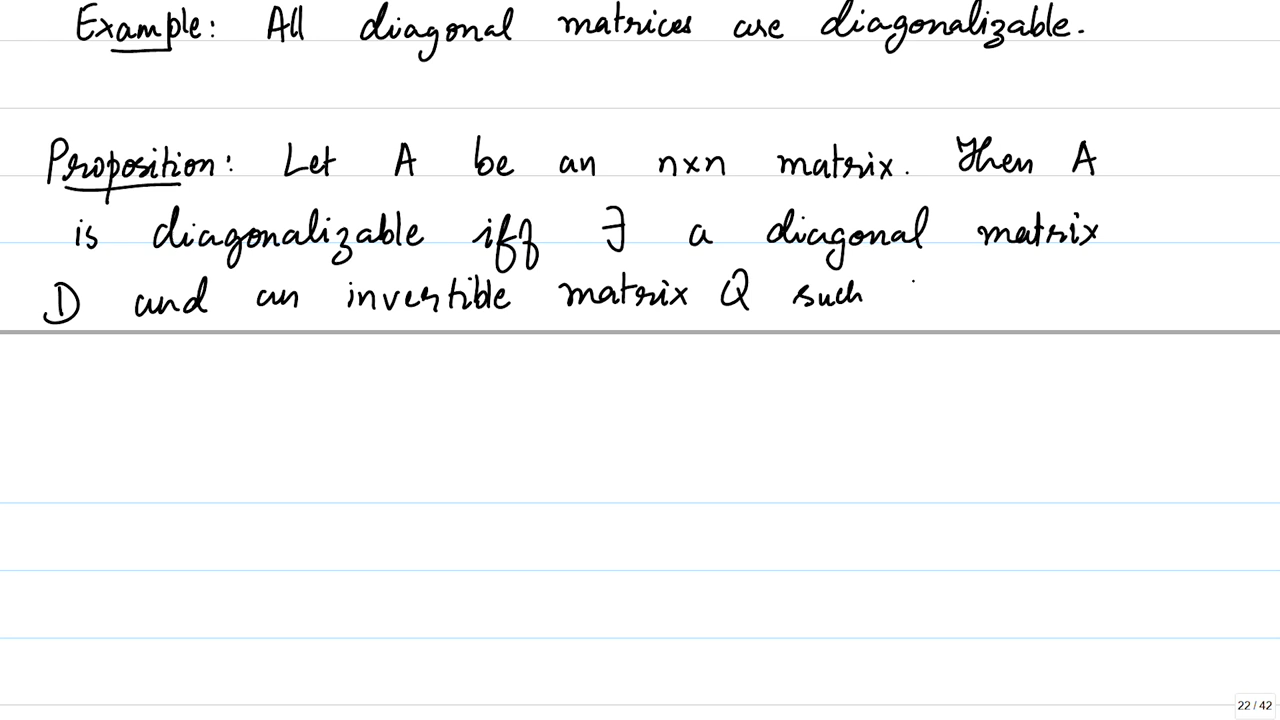 Example: All diagonal matrices are diagonalizable.
Proposition: Let A be an n×n matrix. Then A
is diagonalizable iff ∃ a diagonal matrix
D and an invertible matrix Q such
22 / 42